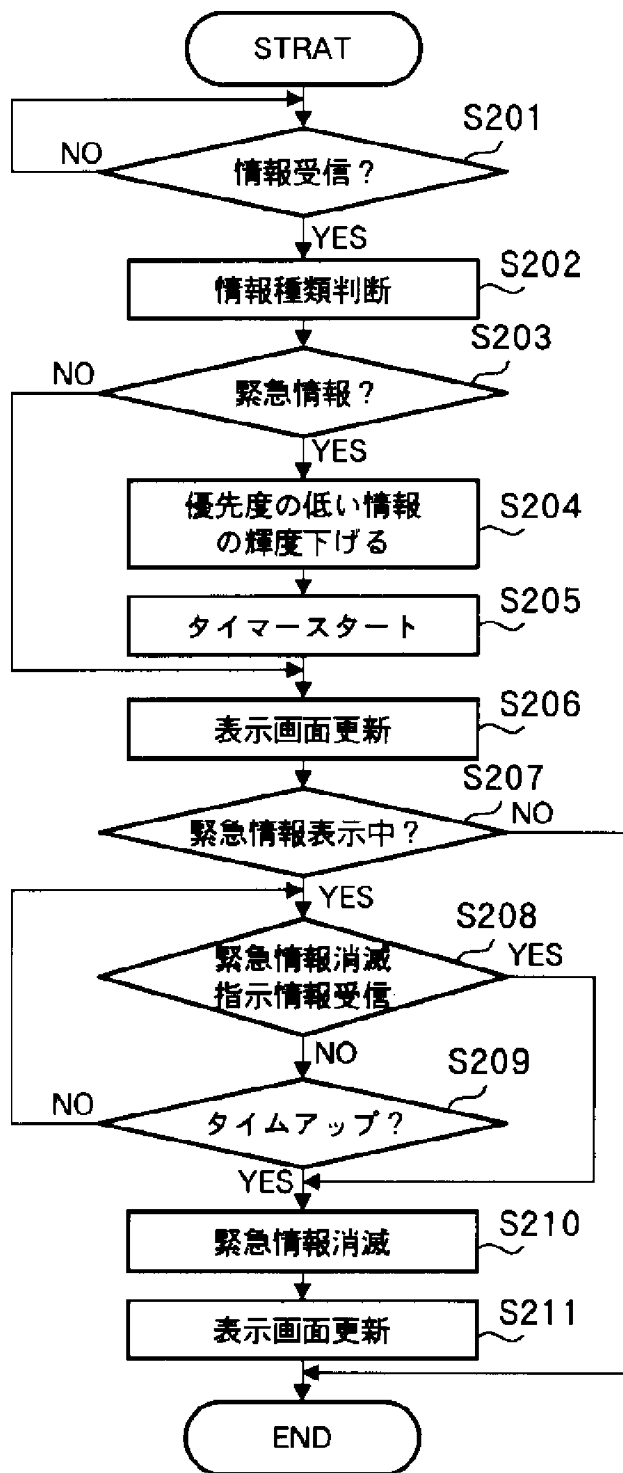 STRAT
S201
NO
情報受信？
YES
S202
情報種類判断
S203
NO
緊急情報？
YES
S204
優先度の低い情報
の輝度下げる
S205
タイマースタート
S206
表示画面更新
S207
緊急情報表示中？
NO
YES
S208
緊急情報消滅
指示情報受信
YES
NO
S209
NO
タイムアップ？
YES
S210
緊急情報消滅
S211
表示画面更新
END